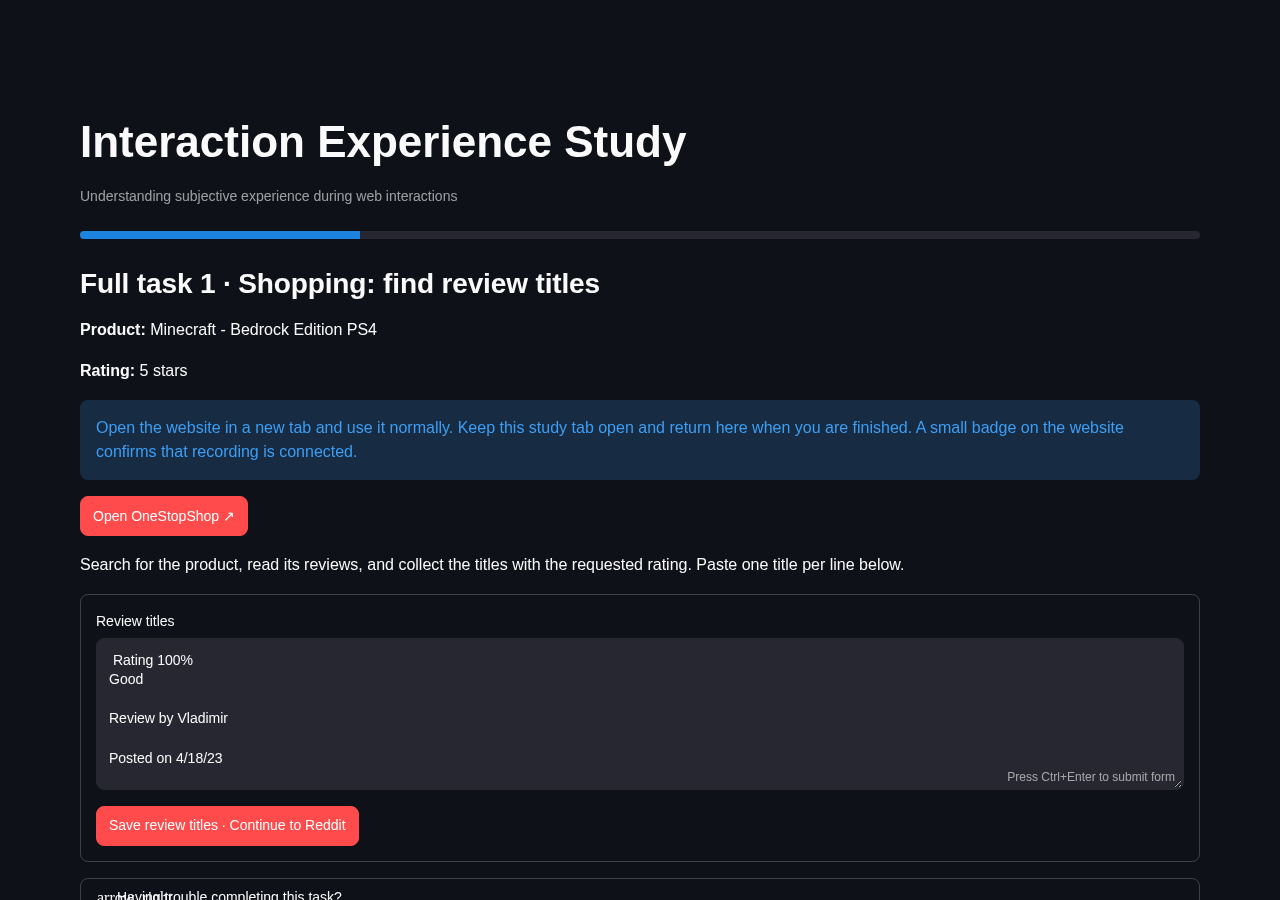 Interaction Experience Study
Understanding subjective experience during web interactions
Full task 1 · Shopping: find review titles
Product: Minecraft - Bedrock Edition PS4
Rating: 5 stars
Open the website in a new tab and use it normally. Keep this study tab open and return here when you are finished. A small badge on the website
confirms that recording is connected.
Open OneStopShop ↗
Search for the product, read its reviews, and collect the titles with the requested rating. Paste one title per line below.
Review titles
Rating 100%
Good
Review by Vladimir
Posted on 4/18/23
Press Ctrl+Enter to submit form
Save review titles · Continue to Reddit
Having trouble completing this task?